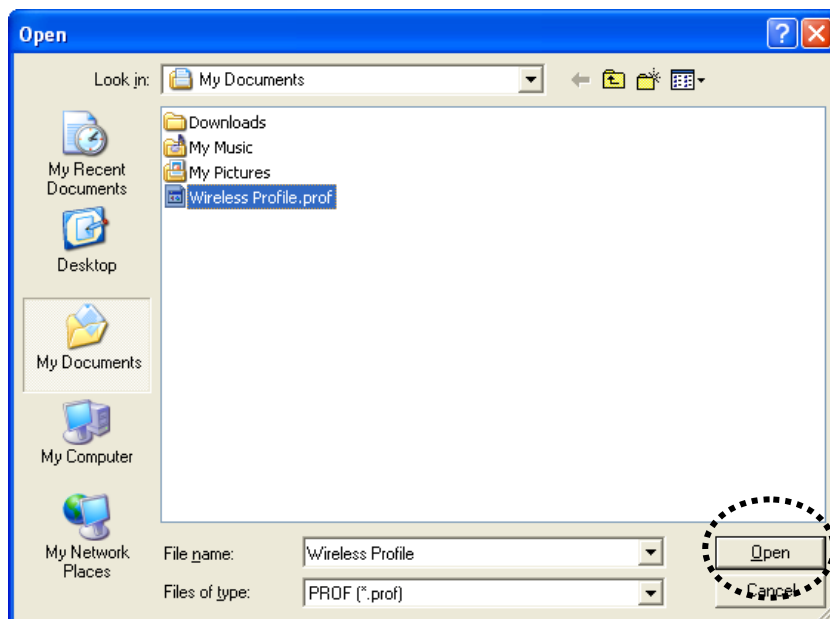 Open
Look in: My Documents
My Recent
Documents
Desktop
My Documents
My Computer
My Network
Places
Downloads
My Music
My Pictures
Wireless Profile.prof
File name: Wireless Profile Open
Files of type: PROF (*.prof) Cancel